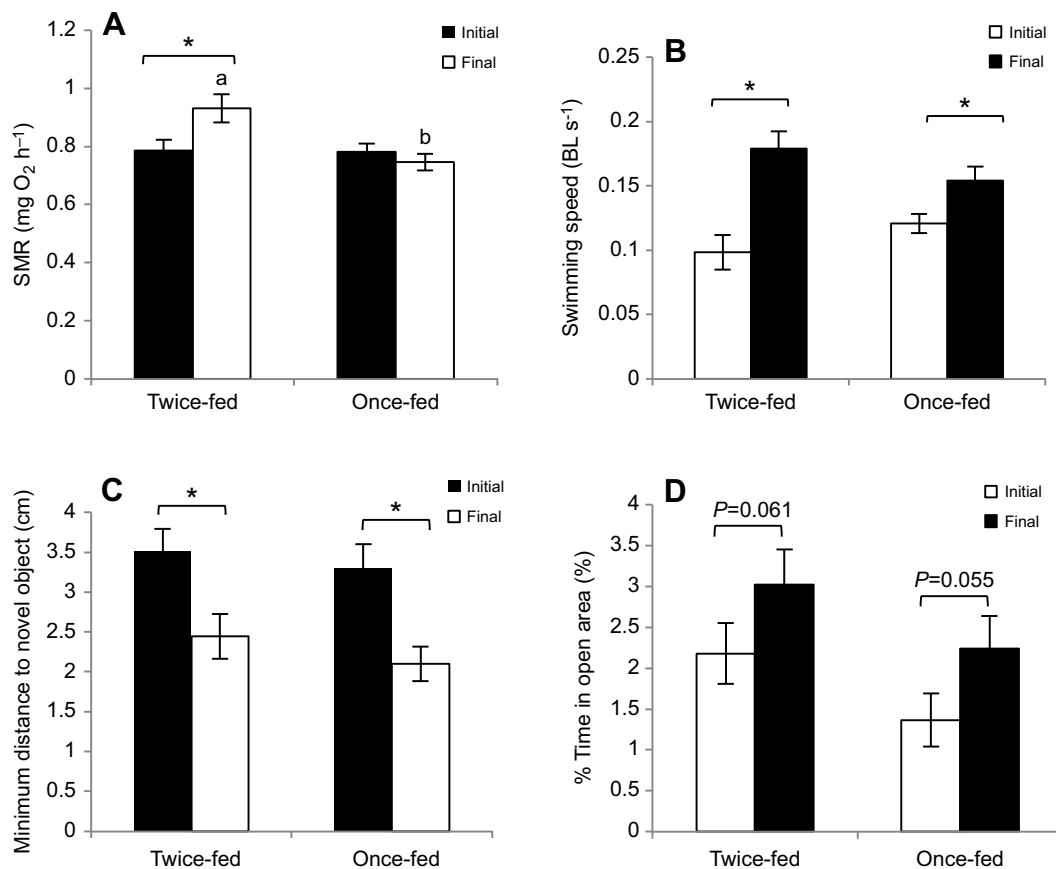 A
Initial
Final
1.2
1
0.8
0.6
0.4
0.2
0
SMR (mg O₂ h⁻¹)
*
a
b
Twice-fed
Once-fed
B
Initial
Final
0.25
0.2
0.15
0.1
0.05
0
Swimming speed (BL s⁻¹)
*
*
Twice-fed
Once-fed
C
Initial
Final
4
3.5
3
2.5
2
1.5
1
0.5
0
Minimum distance to novel object (cm)
*
*
Twice-fed
Once-fed
D
Initial
Final
4
3.5
3
2.5
2
1.5
1
0.5
0
% Time in open area (%)
P=0.061
P=0.055
Twice-fed
Once-fed